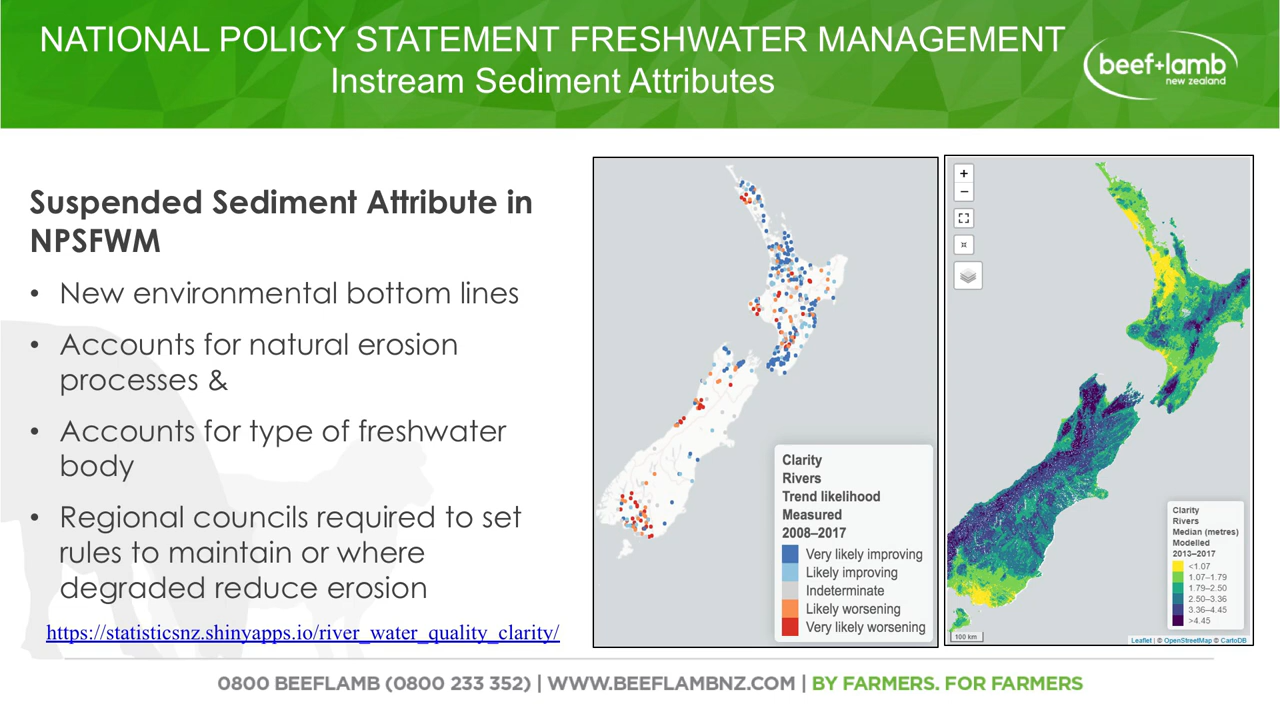 NATIONAL POLICY STATEMENT FRESHWATER MANAGEMENT
Instream Sediment Attributes
beef+lamb
new zealand
Suspended Sediment Attribute in
NPSFWM
• New environmental bottom lines
• Accounts for natural erosion
processes &
• Accounts for type of freshwater
body
• Regional councils required to set
rules to maintain or where
degraded reduce erosion
https://statisticsnz.shinyapps.io/river_water_quality_clarity/
Clarity
Rivers
Trend likelihood
Measured
2008–2017
Very likely improving
Likely improving
Indeterminate
Likely worsening
Very likely worsening
+
−
Clarity
Rivers
Median (metres)
Modelled
2013–2017
<1.07
1.07–1.79
1.79–2.50
2.50–3.36
3.36–4.45
>4.45
100 km
Leaflet | © OpenStreetMap © CartoDB
0800 BEEFLAMB (0800 233 352) | WWW.BEEFLAMBNZ.COM | BY FARMERS. FOR FARMERS